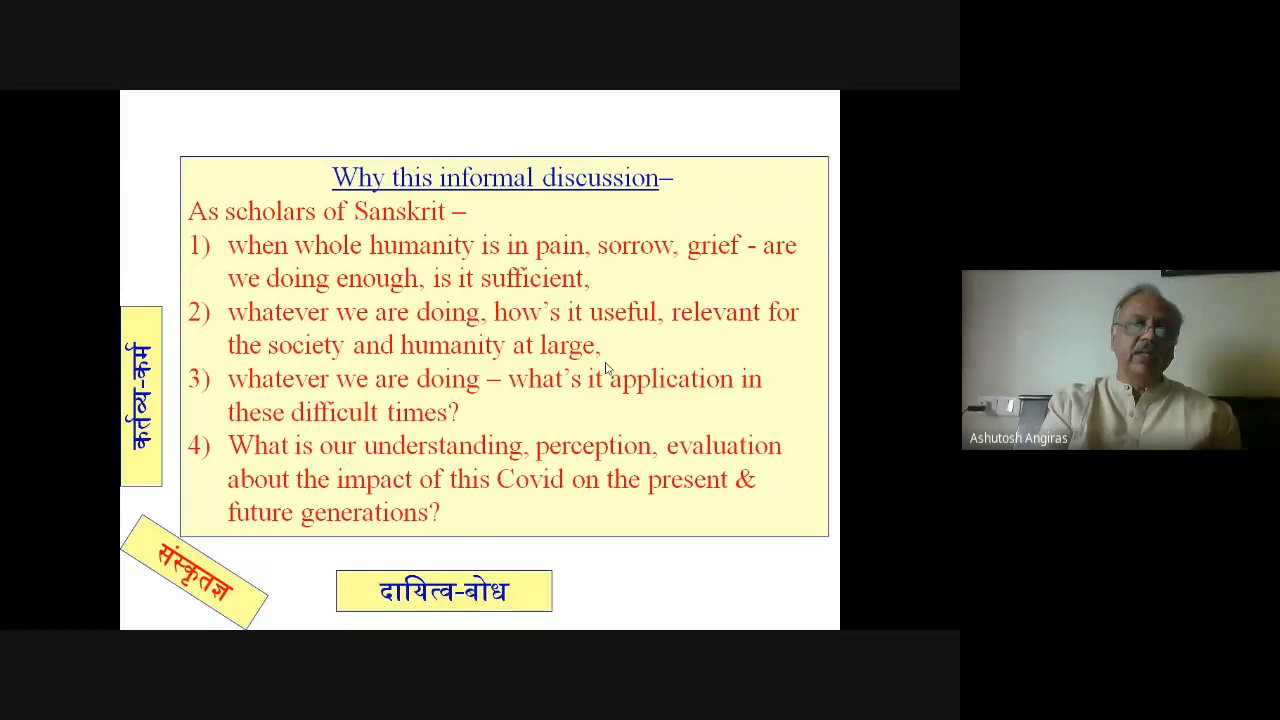 Why this informal discussion–
As scholars of Sanskrit –
1) when whole humanity is in pain, sorrow, grief - are
we doing enough, is it sufficient,
2) whatever we are doing, how’s it useful, relevant for
the society and humanity at large,
3) whatever we are doing – what’s it application in
these difficult times?
4) What is our understanding, perception, evaluation
about the impact of this Covid on the present &
future generations?
कर्तव्य-कर्म
संस्कृतज्ञ
दायित्व-बोध
Ashutosh Angiras